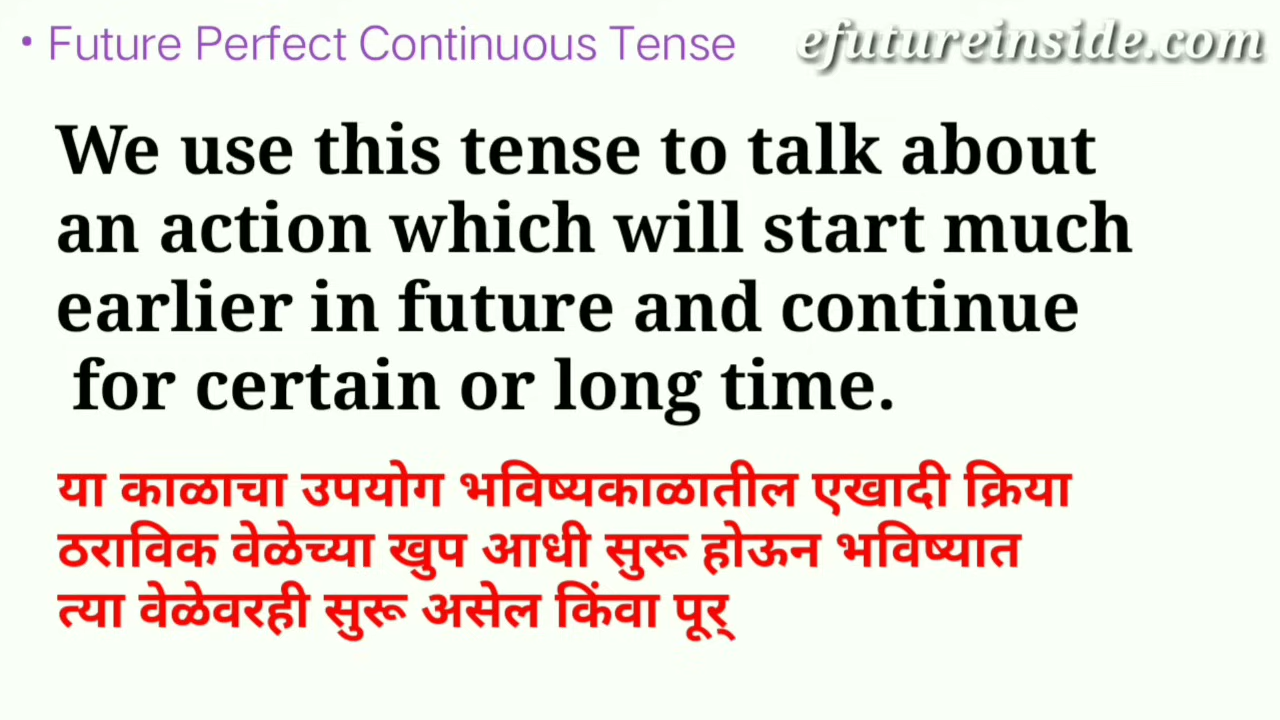 • Future Perfect Continuous Tense
efutureinside.com
We use this tense to talk about
an action which will start much
earlier in future and continue
for certain or long time.
या काळाचा उपयोग भविष्यकाळातील एखादी क्रिया
ठराविक वेळेच्या खुप आधी सुरू होऊन भविष्यात
त्या वेळेवरही सुरू असेल किंवा पूर्